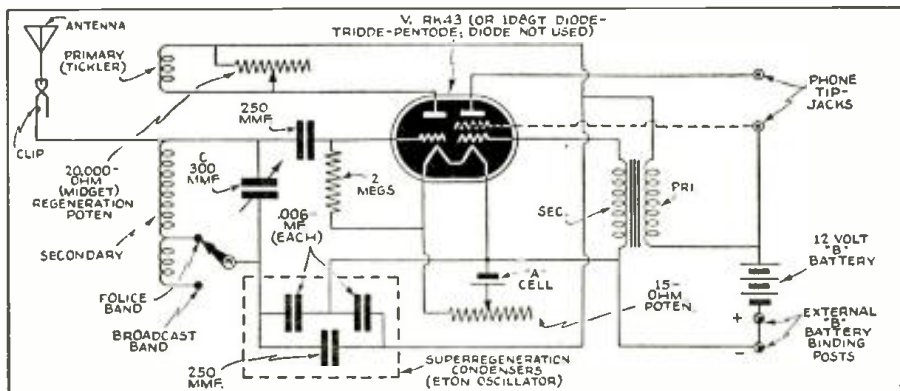 V. RK43 (OR 1D8GT DIODE-
TRIDDE-PENTODE; DIODE NOT USED)
ANTENNA
PRIMARY
(TICKLER)
PHONE
TIP-
JACKS
250
MMF.
CLIP
20,000-
OHM
(MIDGET)
REGENERATION
POTEN
C
300
MMF
2
MEGS
SEC.
PRI
.006-
MF
(EACH)
SECONDARY
12 VOLT
"B"
BATTERY
"A"
CELL
15-
OHM
POTEN.
FOLICE
BAND
BROADCAST
BAND
+
-
EXTERNAL "B"
BATTERY
BINDING
POSTS
250
MMF.
SUPERREGENERATION
CONDENSERS
(ETON OSCILLATOR)